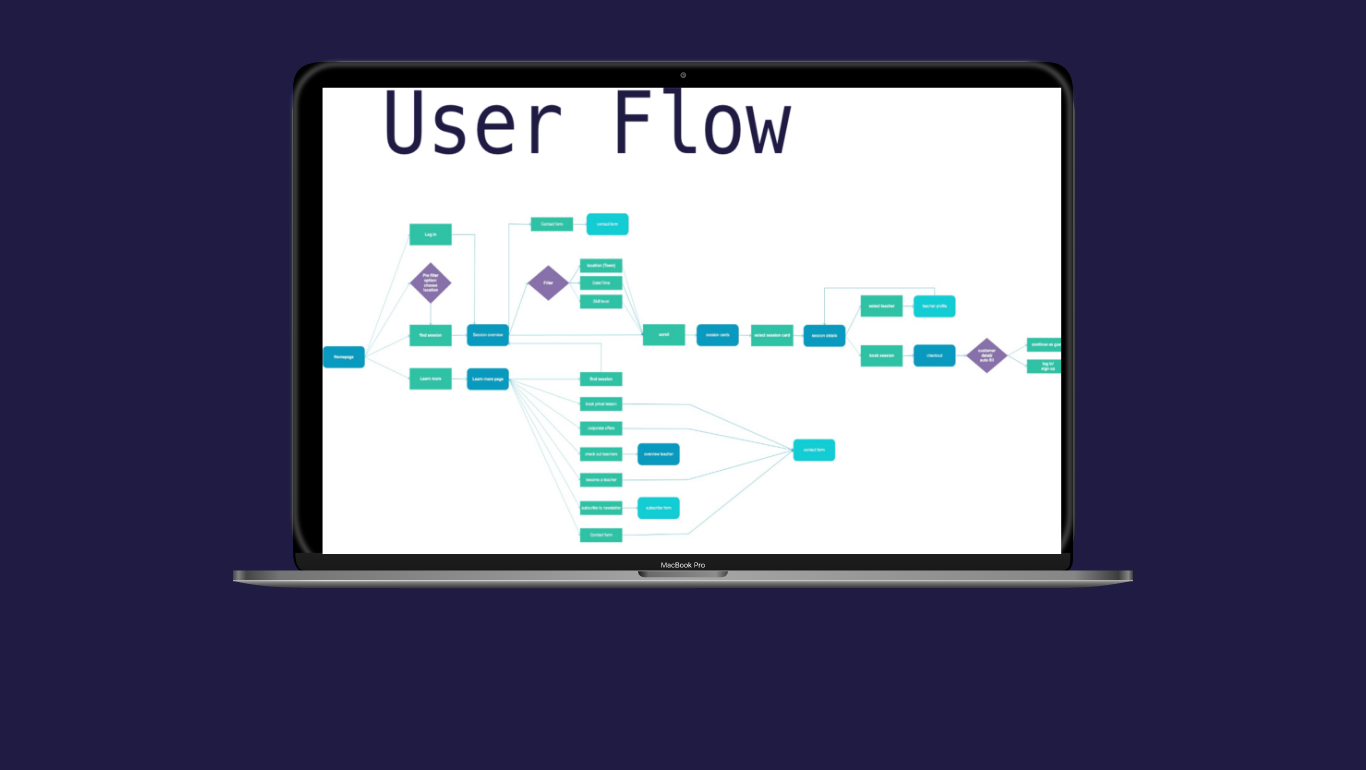 User Flow
Contact form
contact form
Log in
location (Town)
Date/Time
Skill level
Pre filter
option:
choose
location
Filter
select teacher
teacher profile
find session
Session overview
scroll
session cards
select session card
session details
Homepage
book session
checkout
customer
detail/
auto fill
continue as gue
log in/
sign up
Learn more
Learn more page
find session
book privat lesson
corporate offers
check out teachers
overview teacher
contact form
become a teacher
subscribe to newsletter
subscribe form
Contact form
MacBook Pro